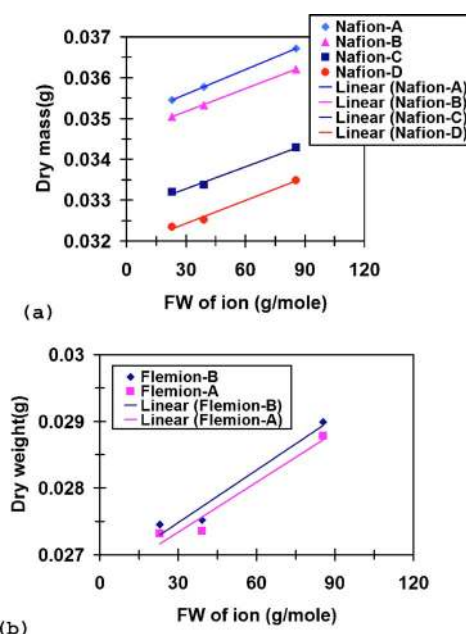 0.037
0.036
0.035
0.034
0.033
0.032
Dry mass(g)
0 30 60 90 120
FW of ion (g/mole)
Nafion-A
Nafion-B
Nafion-C
Nafion-D
Linear (Nafion-A)
Linear (Nafion-B)
Linear (Nafion-C)
Linear (Nafion-D)
(a)
0.03
0.029
0.028
0.027
Dry weight(g)
Flemion-B
Flemion-A
Linear (Flemion-B)
Linear (Flemion-A)
0 30 60 90 120
FW of ion (g/mole)
(b)